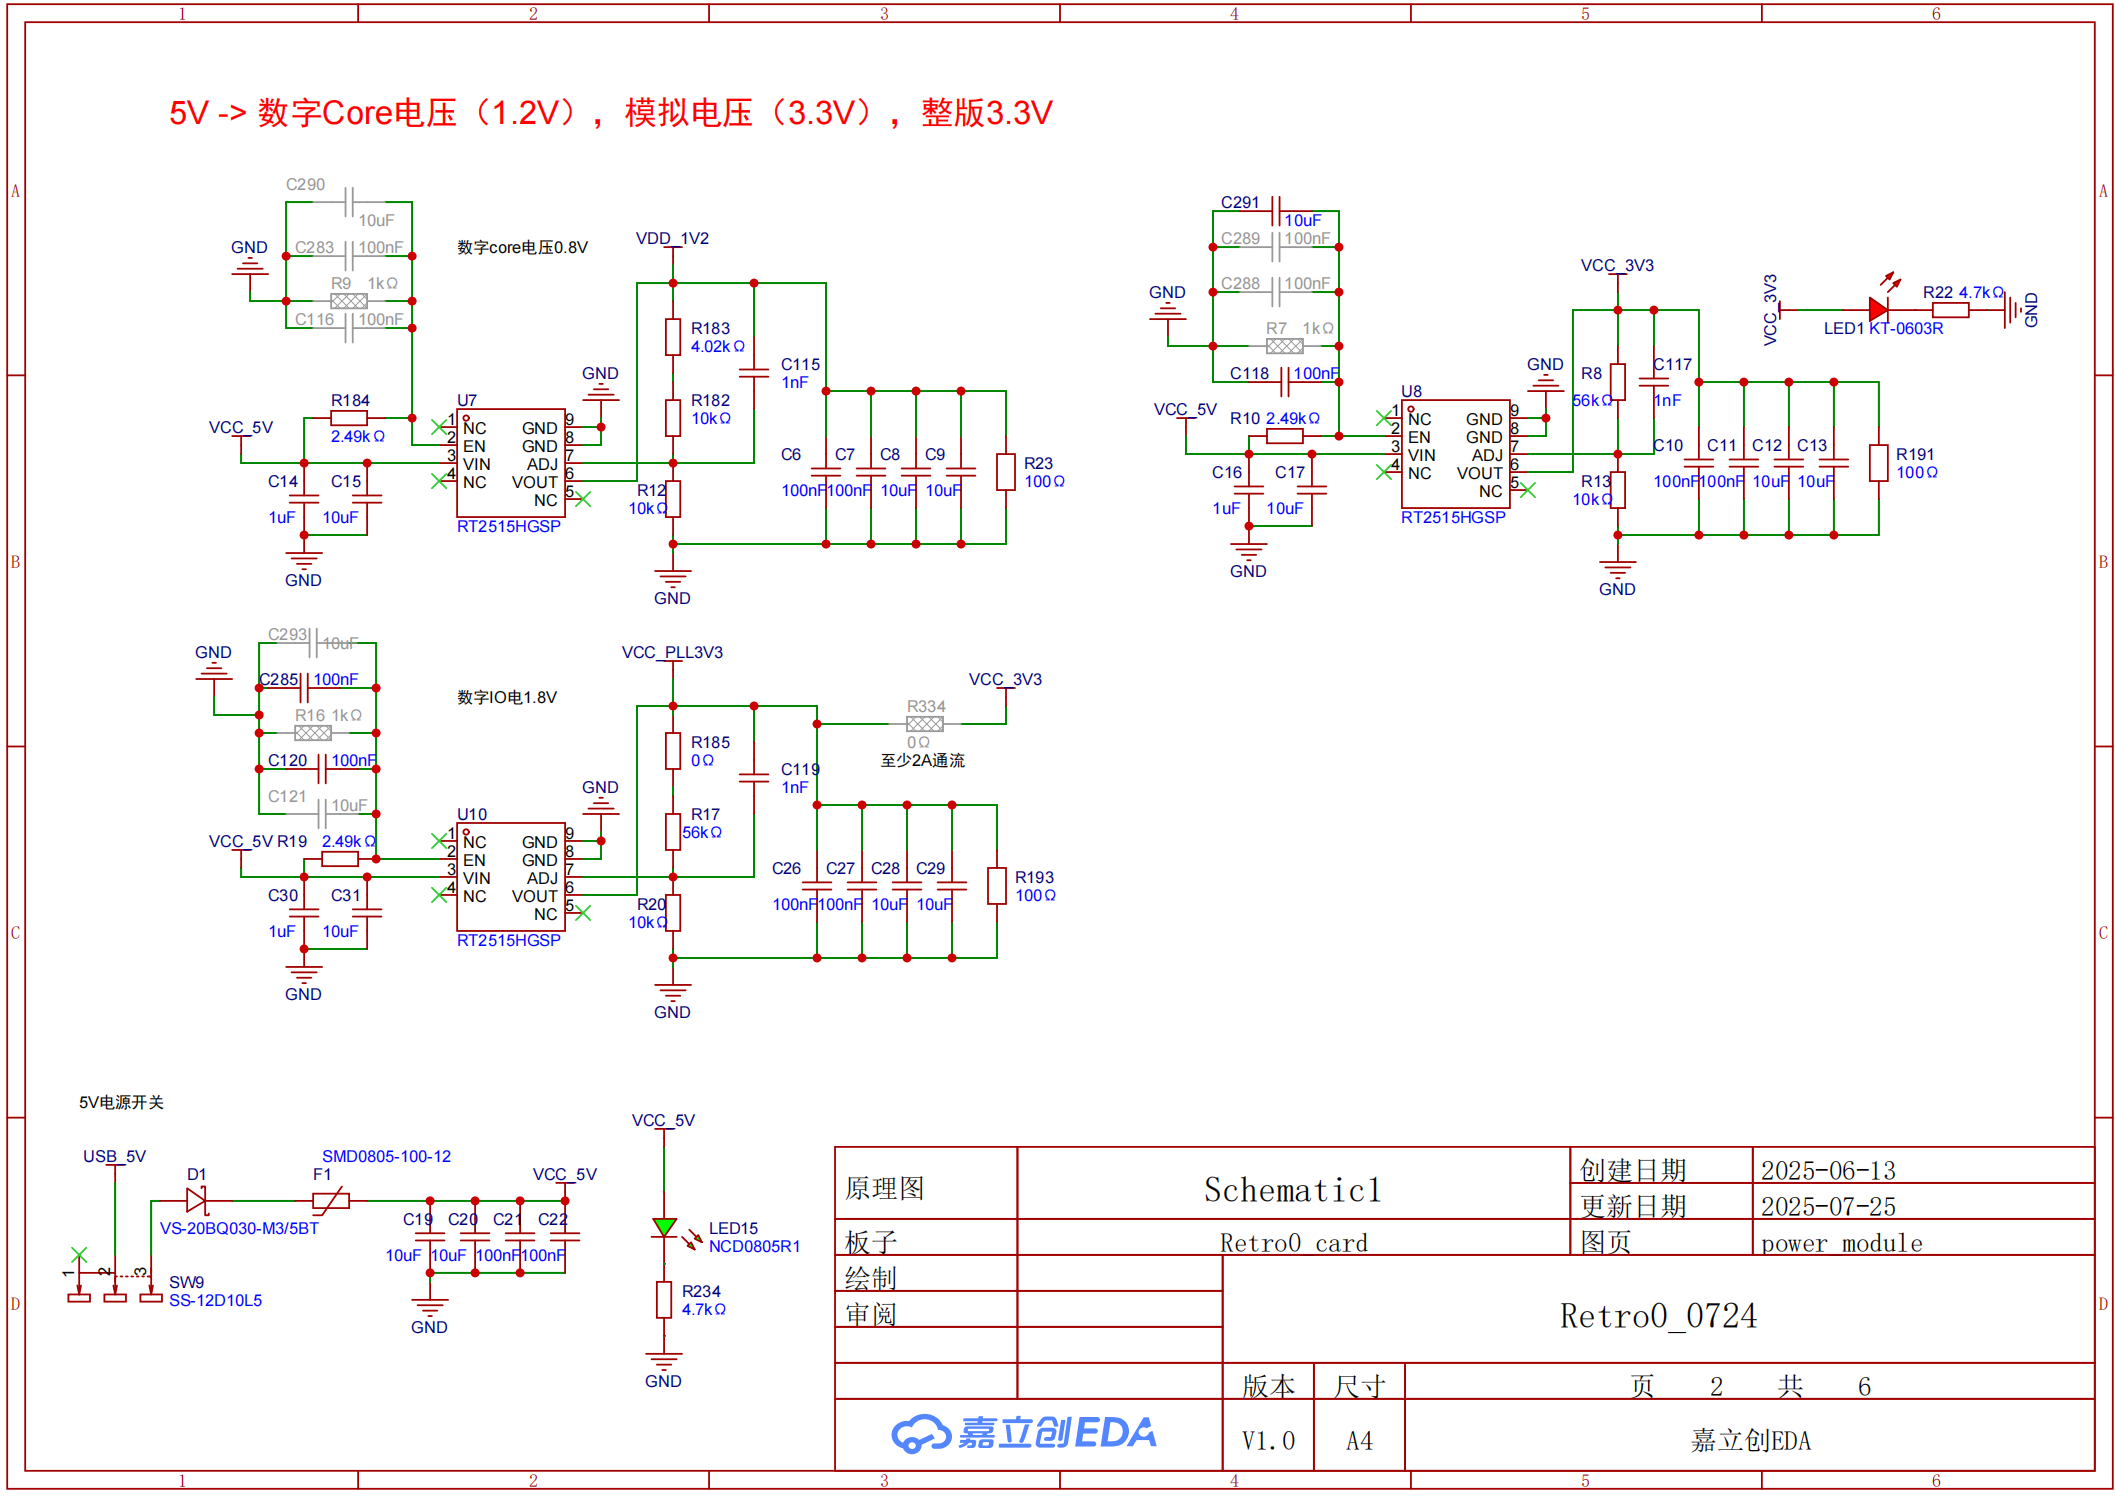 1 2 3 4 5 6
5V -> 数字Core电压（1.2V），模拟电压（3.3V），整版3.3V
A A
B B
C C
D D
C290
10uF
GND
C283 100nF
R9 1kΩ
C116 100nF
数字core电压0.8V
VDD_1V2
R183
4.02kΩ
R182
10kΩ
C115
1nF
GND
VCC_5V
R184
2.49kΩ
U7
1 NC
2 EN
3 VIN
4 NC
GND 9
GND 8
ADJ 7
VOUT 6
NC 5
RT2515HGSP
C14
1uF
C15
10uF
GND
R12
10kΩ
C6 C7 C8 C9
100nF 100nF 10uF 10uF
R23
100Ω
GND
C291
10uF
C289 100nF
GND
C288 100nF
R7 1kΩ
C118 100nF
VCC_5V
R10 2.49kΩ
C16
1uF
C17
10uF
GND
U8
1 NC
2 EN
3 VIN
4 NC
GND 9
GND 8
ADJ 7
VOUT 6
NC 5
RT2515HGSP
GND
VCC_3V3
R8
56kΩ
C117
1nF
R13
10kΩ
C10 C11 C12 C13
100nF 100nF 10uF 10uF
R191
100Ω
GND
VCC_3V3
LED1 KT-0603R
R22 4.7kΩ
GND
GND
C293 10uF
C285 100nF
R16 1kΩ
C120 100nF
C121 10uF
数字IO电1.8V
VCC_5V R19 2.49kΩ
C30
1uF
C31
10uF
GND
U10
1 NC
2 EN
3 VIN
4 NC
GND 9
GND 8
ADJ 7
VOUT 6
NC 5
RT2515HGSP
GND
VCC_PLL3V3
R185
0Ω
R17
56kΩ
C119
1nF
R20
10kΩ
VCC_3V3
R334
0Ω
至少2A通流
C26 C27 C28 C29
100nF 100nF 10uF 10uF
R193
100Ω
GND
5V电源开关
USB_5V
D1
VS-20BQ030-M3/5BT
SMD0805-100-12
F1
VCC_5V
C19 C20 C21 C22
10uF 10uF 100nF 100nF
GND
1 2 3
SW9
SS-12D10L5
VCC_5V
LED15
NCD0805R1
R234
4.7kΩ
GND
原理图 Schematic1 创建日期 2025-06-13
更新日期 2025-07-25
板子 Retro0 card 图页 power module
绘制
审阅
Retro0_0724
版本 尺寸 页 2 共 6
嘉立创EDA V1.0 A4 嘉立创EDA
1 2 3 4 5 6